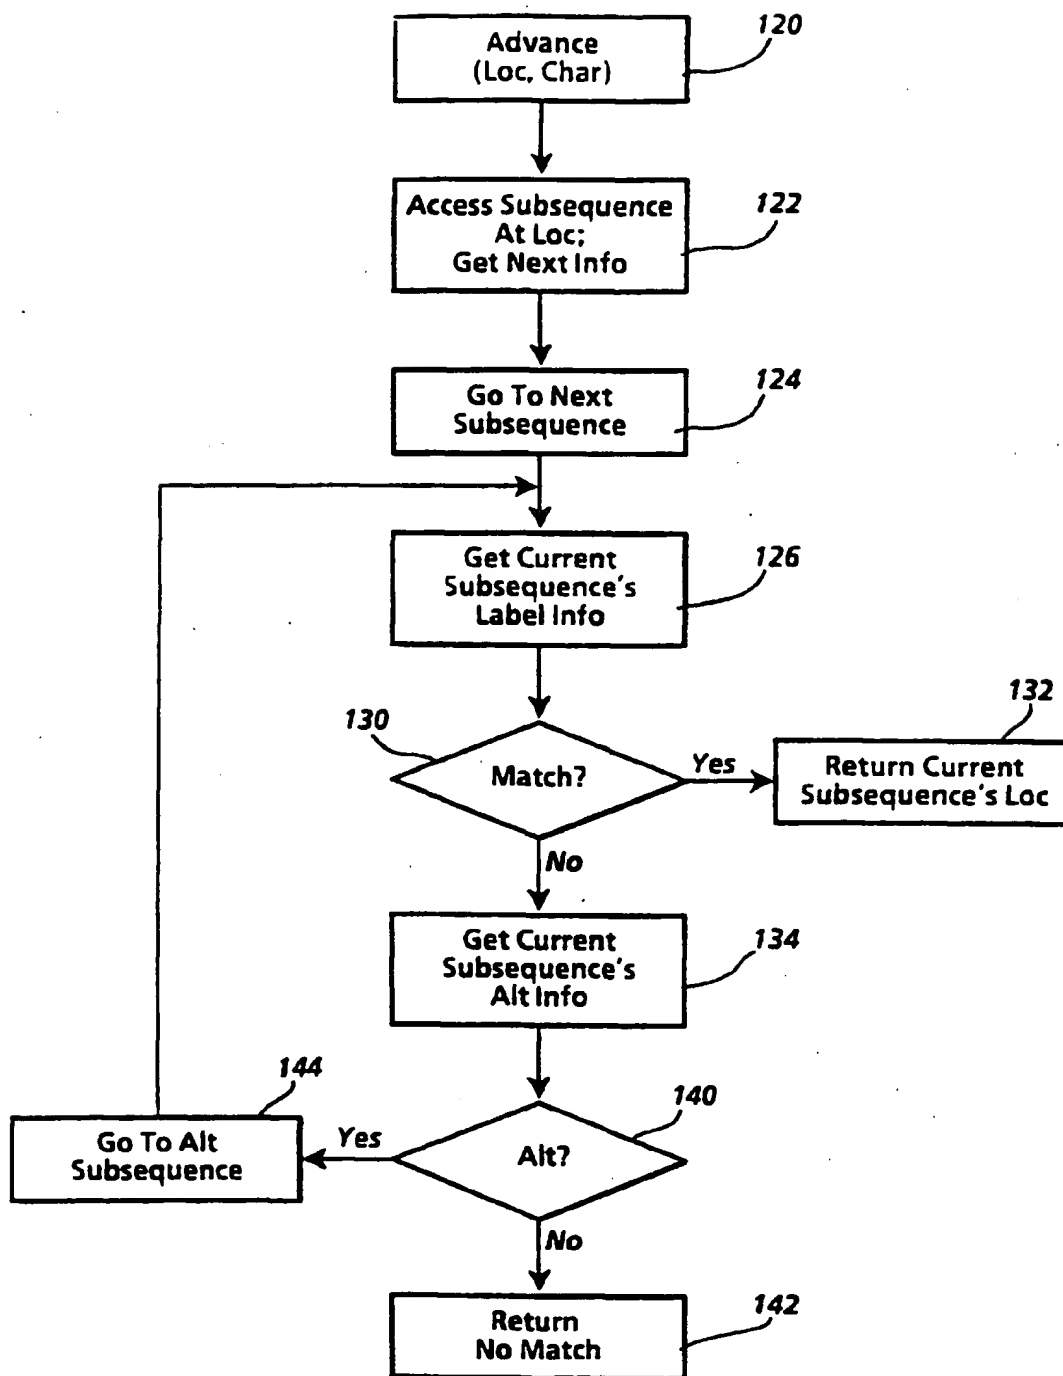 120
Advance
(Loc, Char)
122
Access Subsequence
At Loc;
Get Next Info
124
Go To Next
Subsequence
126
Get Current
Subsequence's
Label Info
130
Match?
Yes
132
Return Current
Subsequence's Loc
No
134
Get Current
Subsequence's
Alt Info
144
Go To Alt
Subsequence
Yes
140
Alt?
No
142
Return
No Match